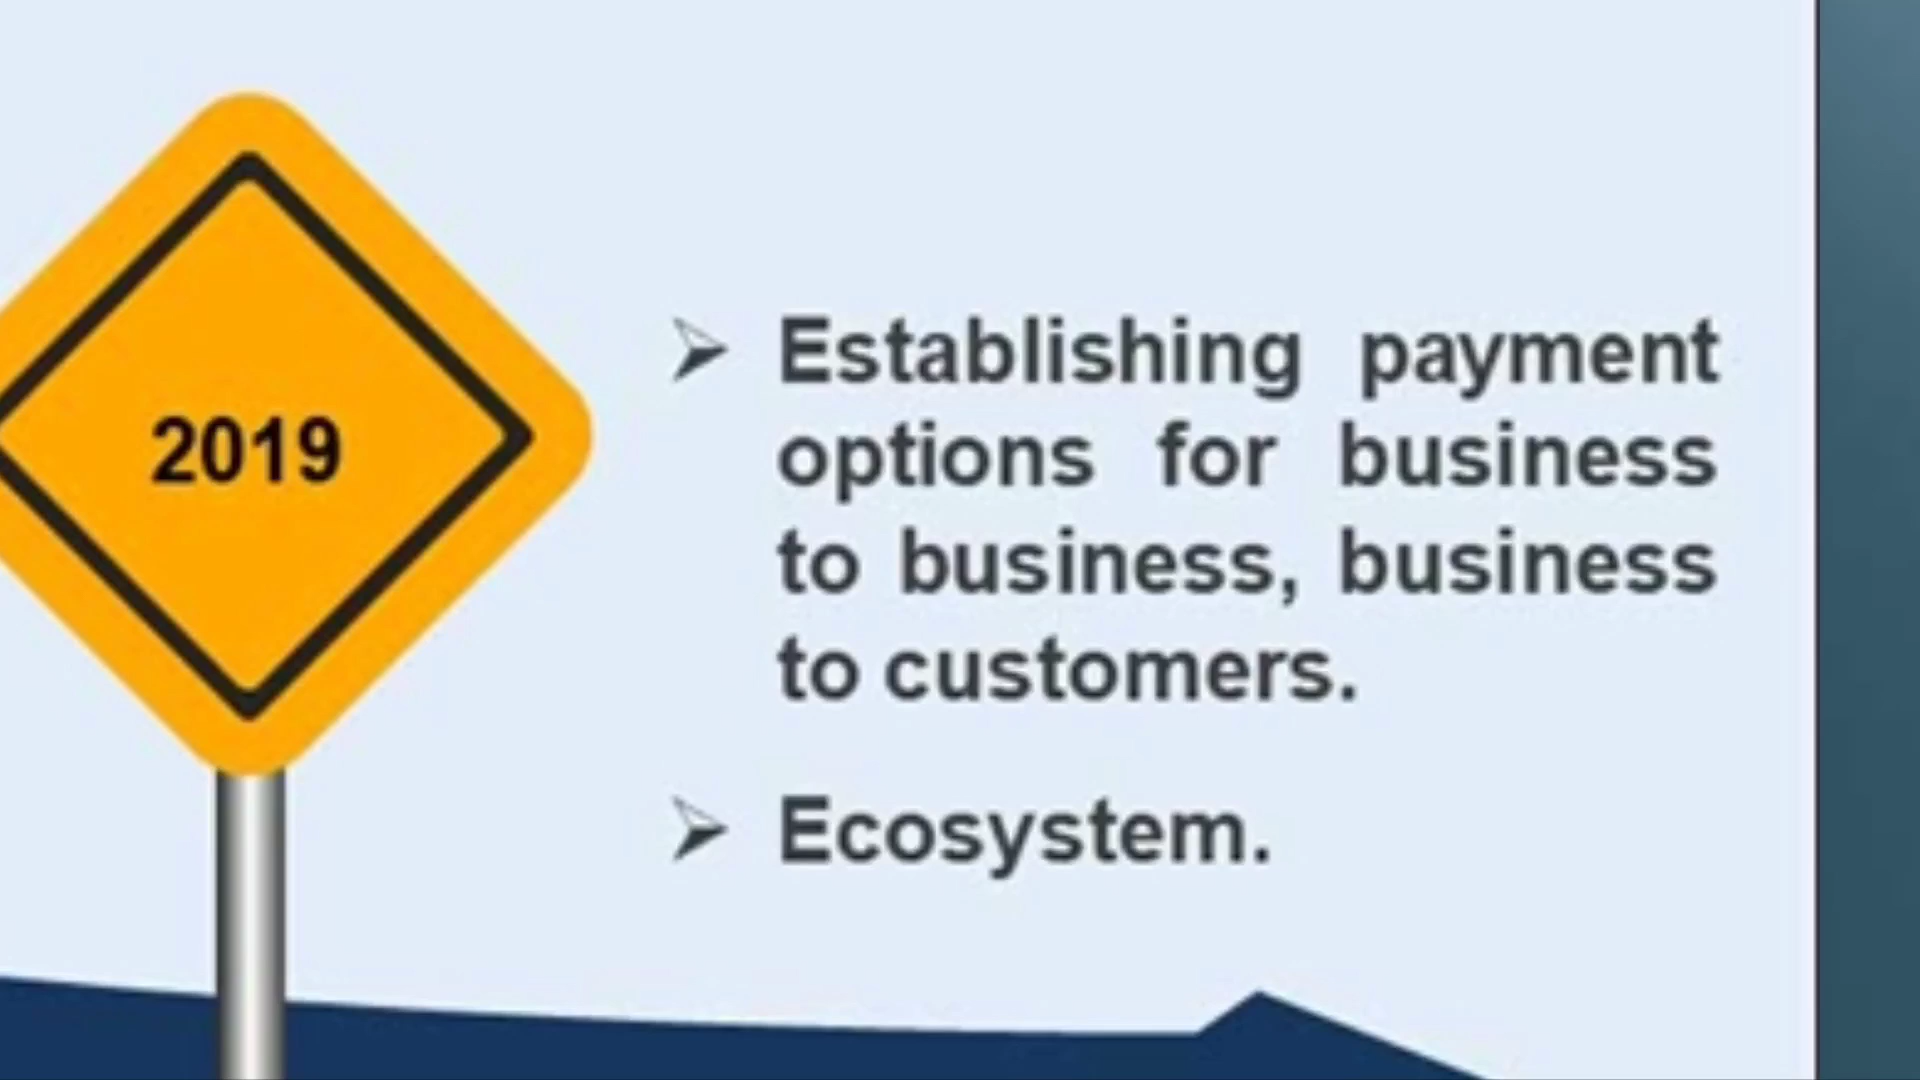 2019
Establishing payment
options for business
to business, business
to customers.
Ecosystem.